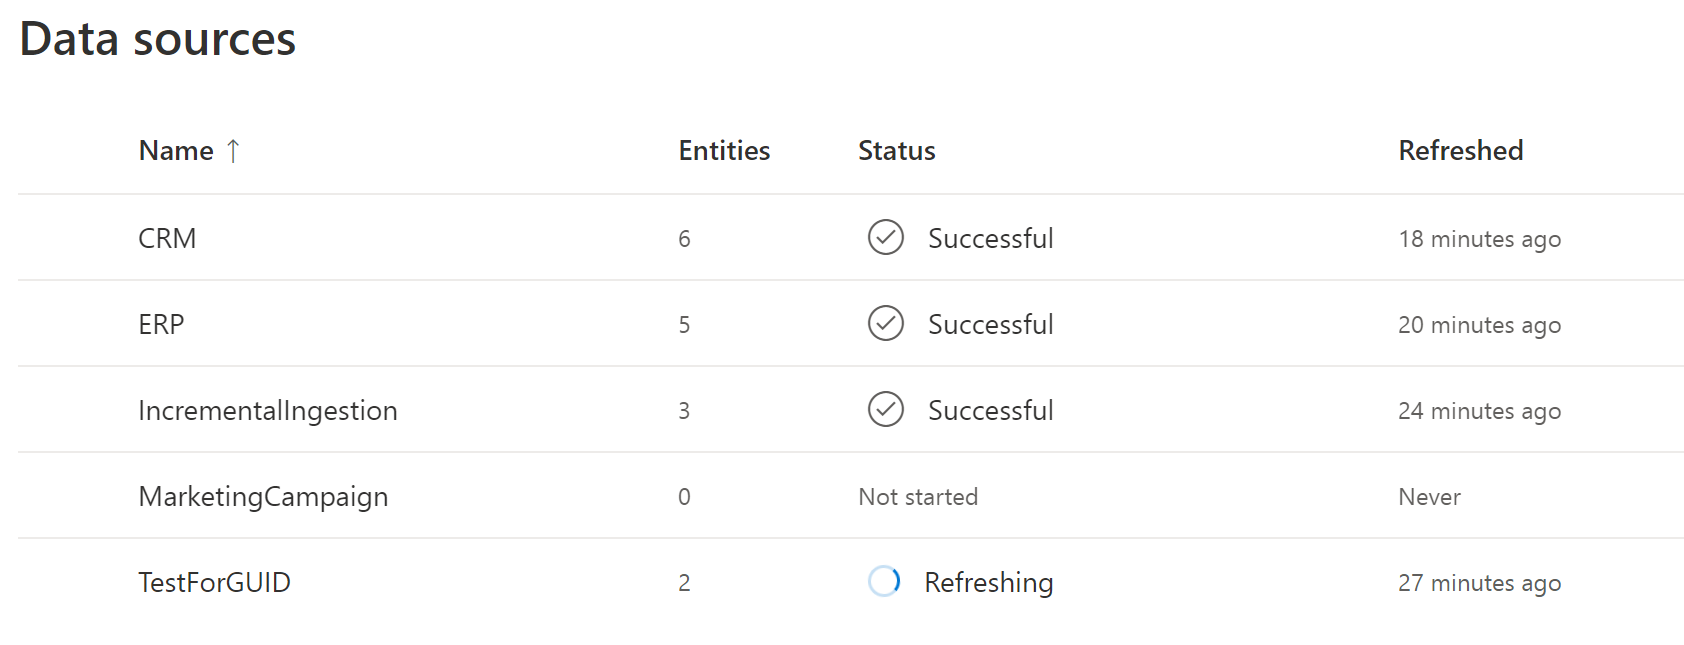 Data sources
Name ↑ Entities Status Refreshed
CRM 6 Successful 18 minutes ago
ERP 5 Successful 20 minutes ago
IncrementalIngestion 3 Successful 24 minutes ago
MarketingCampaign 0 Not started Never
TestForGUID 2 Refreshing 27 minutes ago